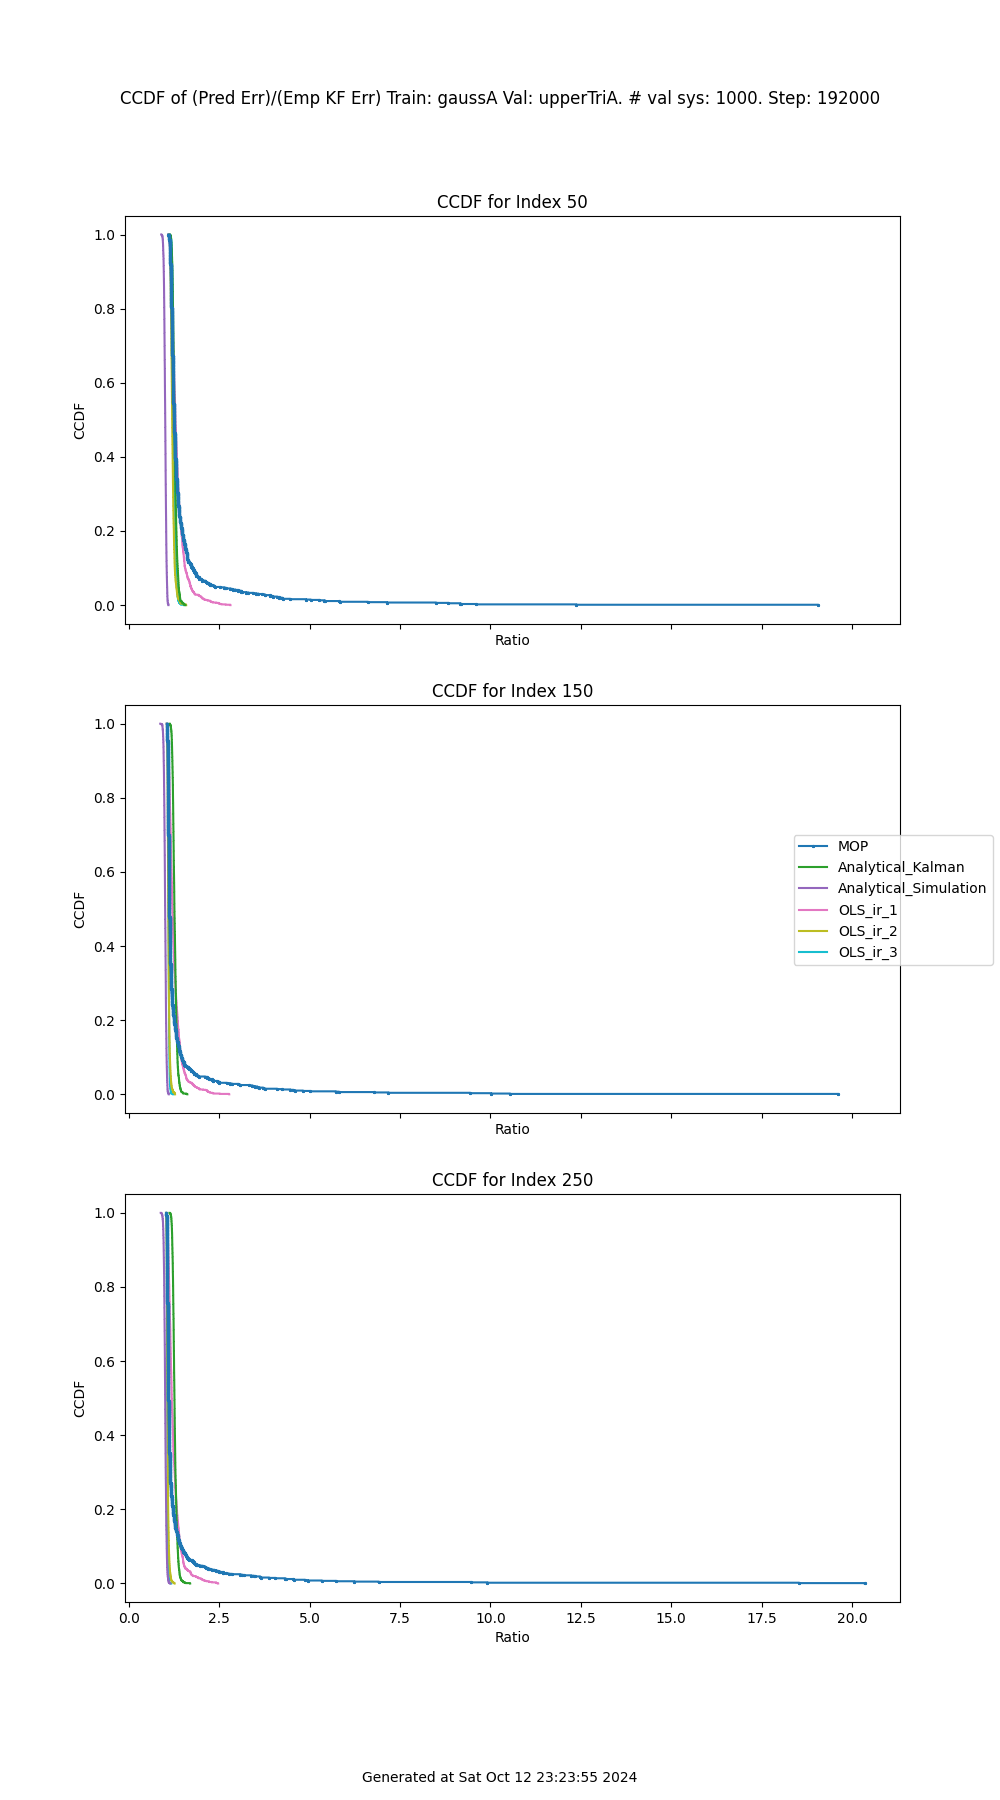 CCDF of (Pred Err)/(Emp KF Err) Train: gaussA Val: upperTriA. # val sys: 1000. Step: 192000
CCDF for Index 50
1.0
0.8
0.6
0.4
0.2
0.0
CCDF
Ratio
CCDF for Index 150
1.0
0.8
0.6
0.4
0.2
0.0
CCDF
Ratio
MOP
Analytical_Kalman
Analytical_Simulation
OLS_ir_1
OLS_ir_2
OLS_ir_3
CCDF for Index 250
1.0
0.8
0.6
0.4
0.2
0.0
CCDF
0.0 2.5 5.0 7.5 10.0 12.5 15.0 17.5 20.0
Ratio
Generated at Sat Oct 12 23:23:55 2024